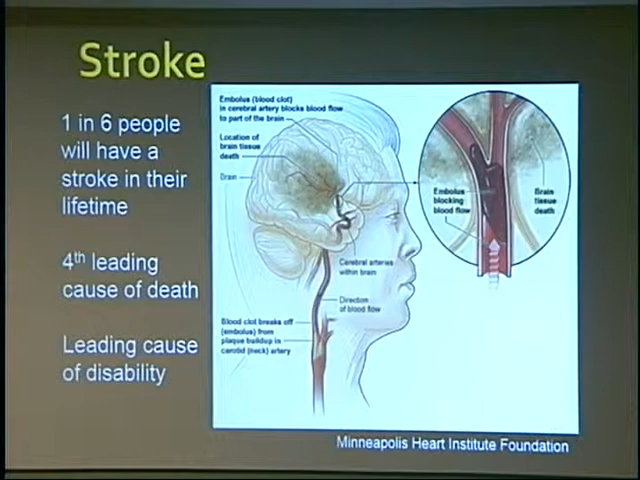 Stroke
1 in 6 people
will have a
stroke in their
lifetime
4th leading
cause of death
Leading cause
of disability
Embolus (blood clot)
in cerebral artery blocks blood flow
to part of the brain
Location of
brain tissue
death
Brain
Cerebral arteries
within brain
Direction
of blood flow
Blood clot breaks off
(embolus) from
plaque buildup in
carotid (neck) artery
Embolus
blocking
blood flow
Brain
tissue
death
Minneapolis Heart Institute Foundation